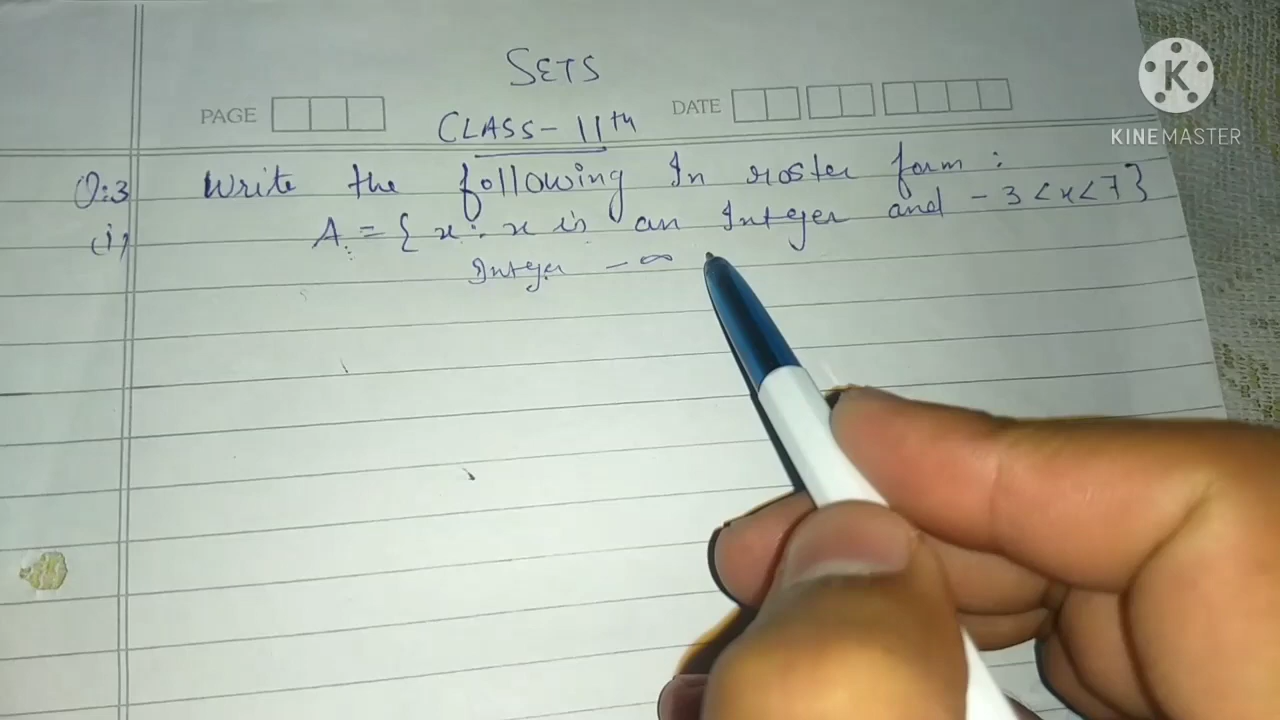 SETS
PAGE
DATE
CLASS-11th
Q:3 Write the following In roster form :
(i) A = { x : x is an Integer and -3 < x < 7 }
Integer - ∞
K
KINEMASTER